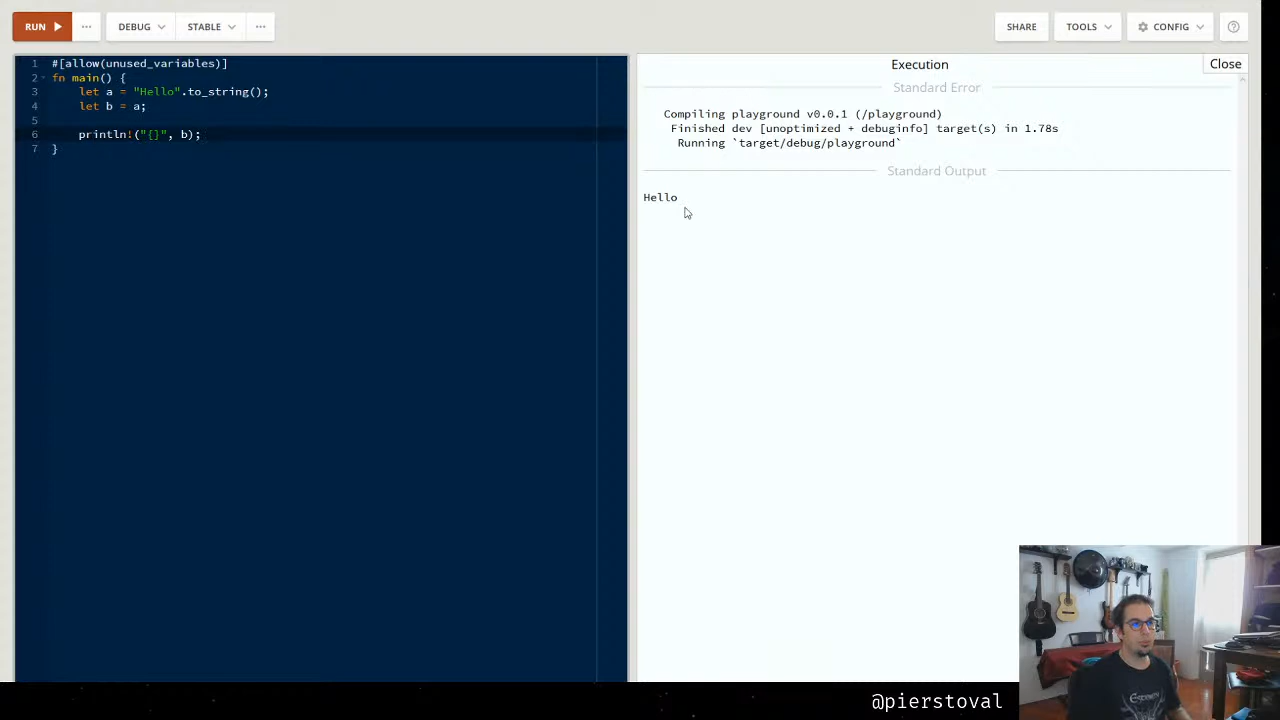 RUN ▶ ··· DEBUG STABLE ··· SHARE TOOLS CONFIG ?
1 #[allow(unused_variables)]
2 fn main() {
3 let a = "Hello".to_string();
4 let b = a;
5
6 println!("{}", b);
7 }
Execution Close
Standard Error
Compiling playground v0.0.1 (/playground)
Finished dev [unoptimized + debuginfo] target(s) in 1.78s
Running `target/debug/playground`
Standard Output
Hello
@pierstoval